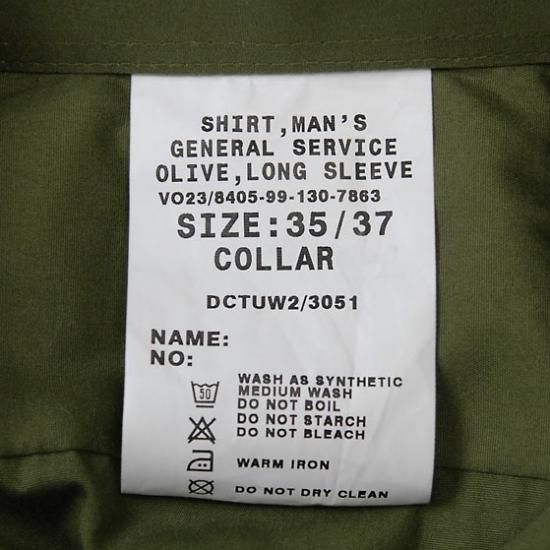 SHIRT,MAN'S
GENERAL SERVICE
OLIVE,LONG SLEEVE
VO23/8405-99-130-7863
SIZE:35/37
COLLAR
DCTUW2/3051
NAME:
NO:
50
WASH AS SYNTHETIC
MEDIUM WASH
DO NOT BOIL
DO NOT STARCH
DO NOT BLEACH
WARM IRON
DO NOT DRY CLEAN